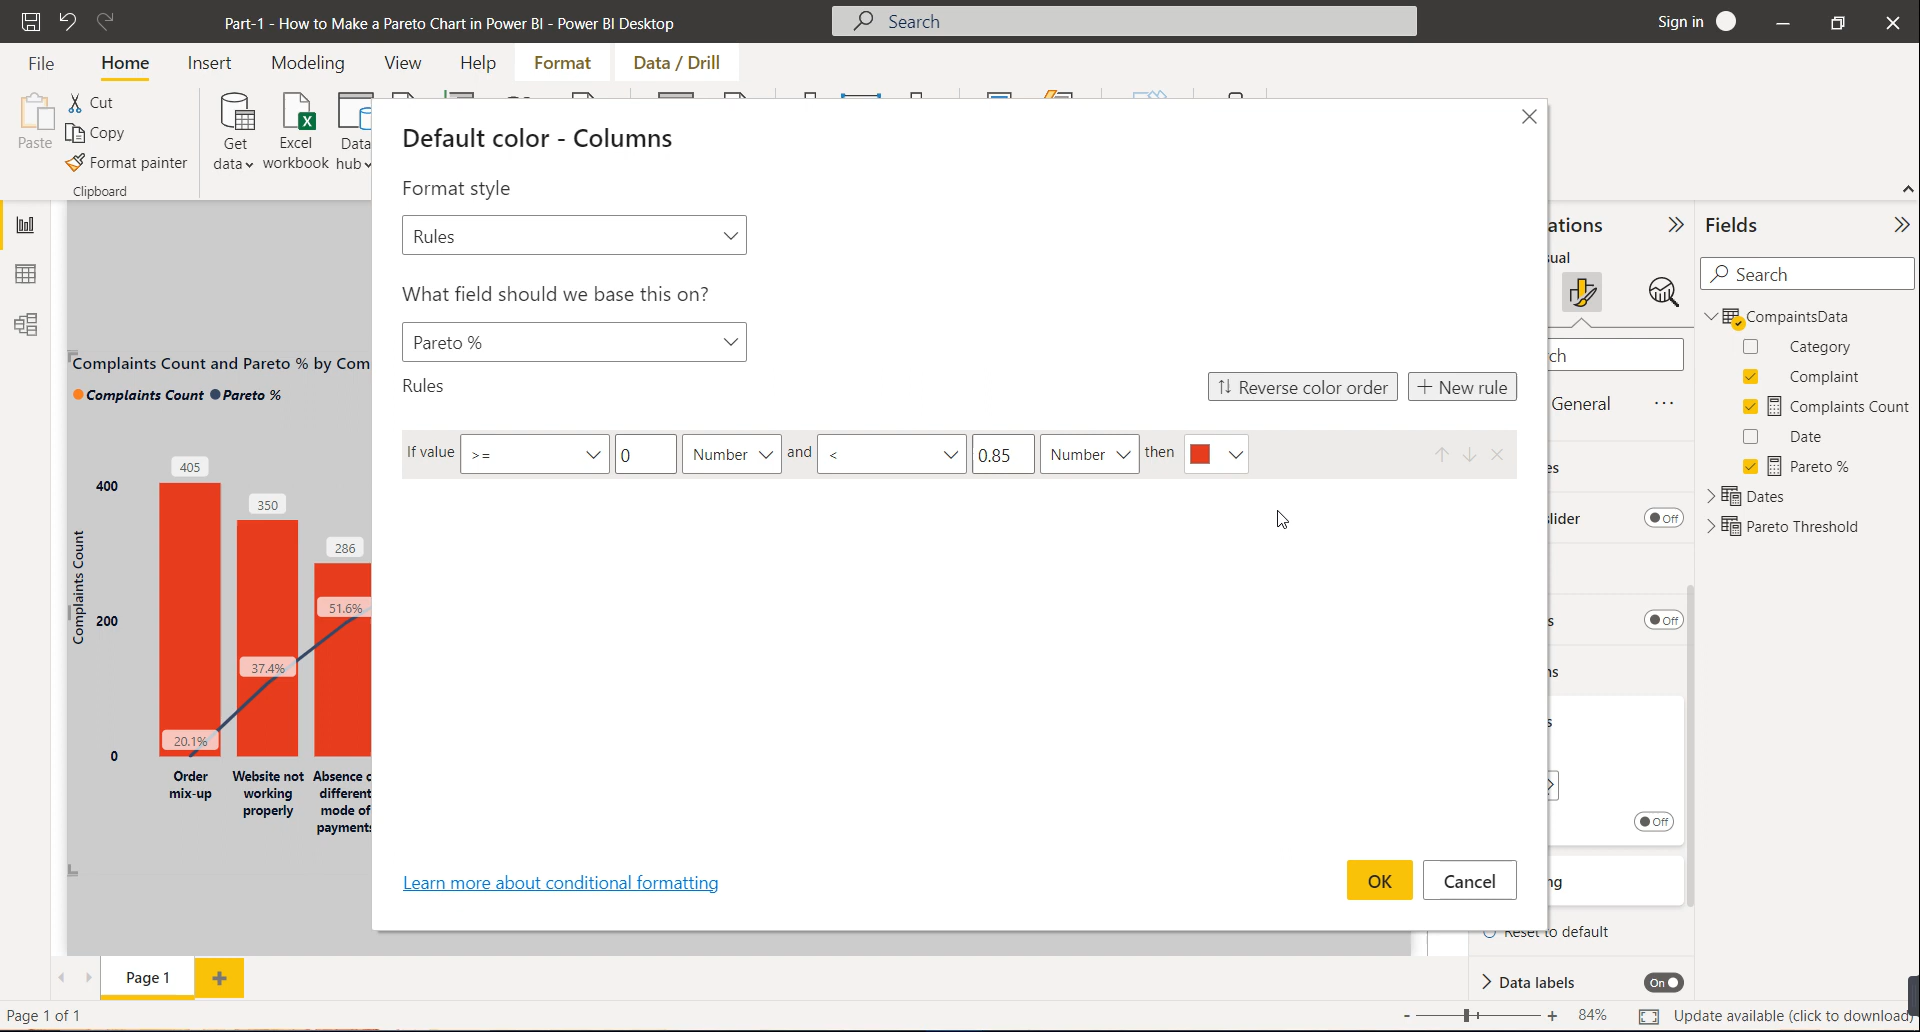 Part-1 - How to Make a Pareto Chart in Power BI - Power BI Desktop
Search
Sign in
File
Home
Insert
Modeling
View
Help
Format
Data / Drill
Paste
Cut
Copy
Format painter
Clipboard
Get data
Excel workbook
Data hub
Default color - Columns
Format style
Rules
What field should we base this on?
Pareto %
Rules
Reverse color order
+ New rule
If value >= 0 Number and < 0.85 Number then
Learn more about conditional formatting
OK
Cancel
Complaints Count and Pareto % by Com
Complaints Count Pareto %
405
400
350
286
51.6%
Complaints Count
200
37.4%
20.1%
0
Order mix-up
Website not working properly
Absence
different
mode of
payments
ations
sual
ch
General
...
es
lider
Off
s
Off
ns
s
Off
ng
Reset to default
Data labels
On
Fields
Search
CompaintsData
Category
Complaint
Complaints Count
Date
Pareto %
Dates
Pareto Threshold
Page 1
+
Page 1 of 1
- + 84%
Update available (click to download)